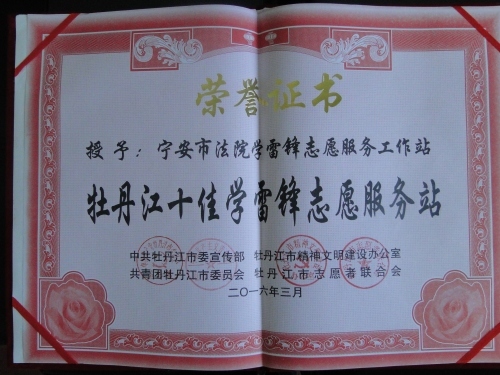 荣誉证书
授予：宁安市法院学雷锋志愿服务工作站
牡丹江十佳学雷锋志愿服务站
中共牡丹江市委宣传部 牡丹江市精神文明建设办公室
共青团牡丹江市委员会 牡丹江市志愿者联合会
二〇一六年三月